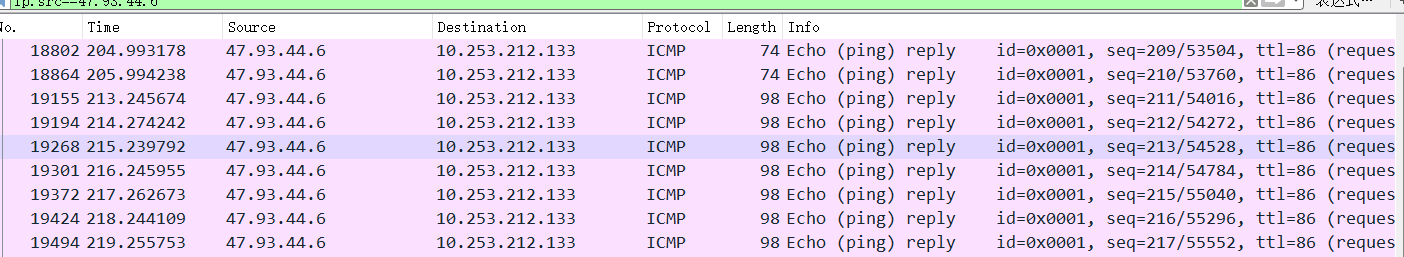 ip.src==47.93.44.6 表达式…
No. Time Source Destination Protocol Length Info
18802 204.993178 47.93.44.6 10.253.212.133 ICMP 74 Echo (ping) reply id=0x0001, seq=209/53504, ttl=86 (reques
18864 205.994238 47.93.44.6 10.253.212.133 ICMP 74 Echo (ping) reply id=0x0001, seq=210/53760, ttl=86 (reques
19155 213.245674 47.93.44.6 10.253.212.133 ICMP 98 Echo (ping) reply id=0x0001, seq=211/54016, ttl=86 (reques
19194 214.274242 47.93.44.6 10.253.212.133 ICMP 98 Echo (ping) reply id=0x0001, seq=212/54272, ttl=86 (reques
19268 215.239792 47.93.44.6 10.253.212.133 ICMP 98 Echo (ping) reply id=0x0001, seq=213/54528, ttl=86 (reques
19301 216.245955 47.93.44.6 10.253.212.133 ICMP 98 Echo (ping) reply id=0x0001, seq=214/54784, ttl=86 (reques
19372 217.262673 47.93.44.6 10.253.212.133 ICMP 98 Echo (ping) reply id=0x0001, seq=215/55040, ttl=86 (reques
19424 218.244109 47.93.44.6 10.253.212.133 ICMP 98 Echo (ping) reply id=0x0001, seq=216/55296, ttl=86 (reques
19494 219.255753 47.93.44.6 10.253.212.133 ICMP 98 Echo (ping) reply id=0x0001, seq=217/55552, ttl=86 (reques